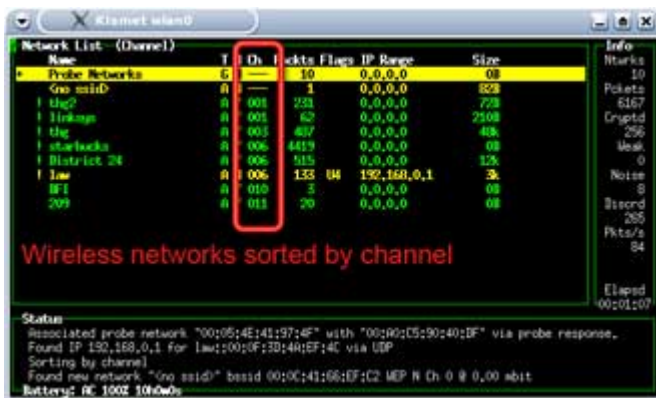 Kismet wlan0
Network List (Channel)
Name T Ch Packts Flags IP Range Size
Probe Networks G --- 10 0.0.0.0 0B
<no ssid> A --- 1 0.0.0.0 82B
! thg2 A 001 231 0.0.0.0 72B
! linksys A 001 62 0.0.0.0 210B
! thg A 003 487 0.0.0.0 48k
! starbucks A 006 4419 0.0.0.0 0B
! District 24 A 006 515 0.0.0.0 12k
! law A 006 133 U4 192.168.0.1 3k
A 010 3 0.0.0.0 0B
209 A 011 20 0.0.0.0 0B
Wireless networks sorted by channel
Info
Ntwrks
10
Pckets
6167
Cryptd
256
Weak
0
Noise
8
Discrd
265
Pkts/s
84
Elapsd
00:01:07
Status
Associated probe network "00:05:4E:41:97:4F" with "00:A0:C5:90:40:BF" via probe response.
Found IP 192.168.0.1 for law::00:0F:3D:4A:EF:4C via UDP
Sorting by channel
Found new network "<no ssid>" bssid 00:0C:41:66:EF:C2 WEP N Ch 0 @ 0.00 mbit
Battery: AC 100% 10h0m0s